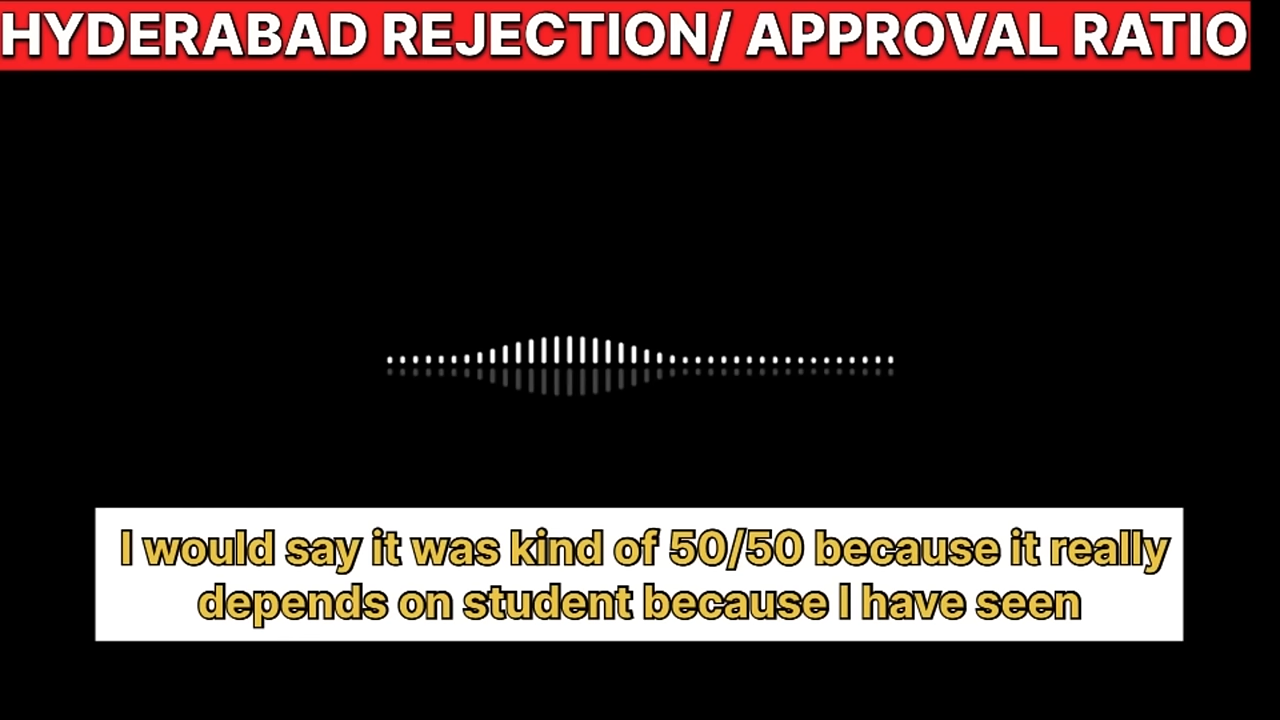 HYDERABAD REJECTION/ APPROVAL RATIO
I would say it was kind of 50/50 because it really
depends on student because I have seen